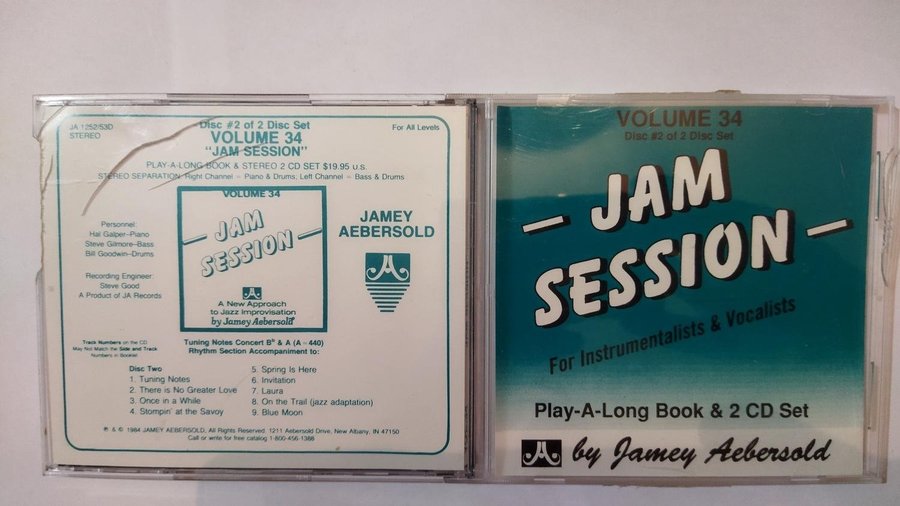 JA 1252/53D
STEREO
Disc #2 of 2 Disc Set
VOLUME 34
"JAM SESSION"
For All Levels
PLAY-A-LONG BOOK & STEREO 2 CD SET $19.95 U.S.
STEREO SEPARATION: Right Channel = Piano & Drums, Left Channel = Bass & Drums
Personnel:
Hal Galper–Piano
Steve Gilmore–Bass
Bill Goodwin–Drums
Recording Engineer:
Steve Good
A Product of JA Records
VOLUME 34
JAM
SESSION
A New Approach
to Jazz Improvisation
by Jamey Aebersold
JAMEY
AEBERSOLD
Track Numbers on the CD
May Not Match the Side and Track
Numbers in Booklet
Tuning Notes Concert B♭ & A (A=440)
Rhythm Section Accompaniment to:
Disc Two
1. Tuning Notes
2. There is No Greater Love
3. Once in a While
4. Stompin' at the Savoy
5. Spring Is Here
6. Invitation
7. Laura
8. On the Trail (jazz adaptation)
9. Blue Moon
℗ & © 1984 JAMEY AEBERSOLD, All Rights Reserved. 1211 Aebersold Drive, New Albany, IN 47150
Call or write for free catalog 1-800-456-1388
VOLUME 34
Disc #2 of 2 Disc Set
– JAM
SESSION –
For Instrumentalists & Vocalists
Play-A-Long Book & 2 CD Set
by Jamey Aebersold